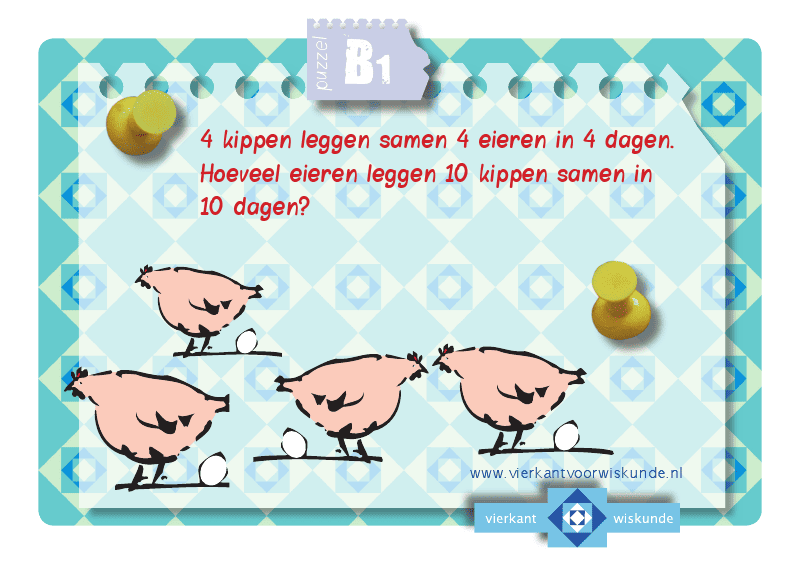 puzzel
B1
4 kippen leggen samen 4 eieren in 4 dagen.
Hoeveel eieren leggen 10 kippen samen in
10 dagen?
www.vierkantvoorwiskunde.nl
vierkant wiskunde